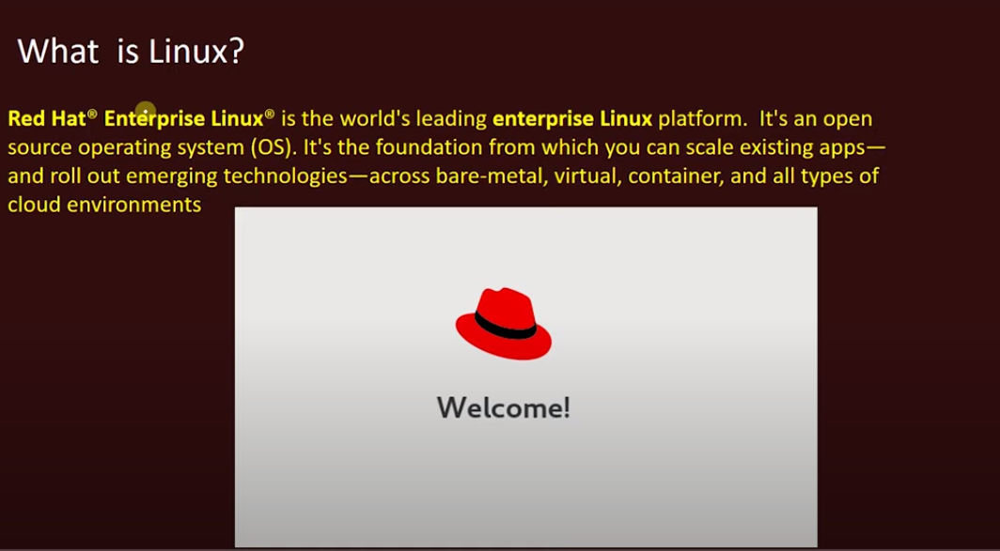 What is Linux?
Red Hat® Enterprise Linux® is the world's leading enterprise Linux platform. It's an open
source operating system (OS). It's the foundation from which you can scale existing apps—
and roll out emerging technologies—across bare-metal, virtual, container, and all types of
cloud environments
Welcome!